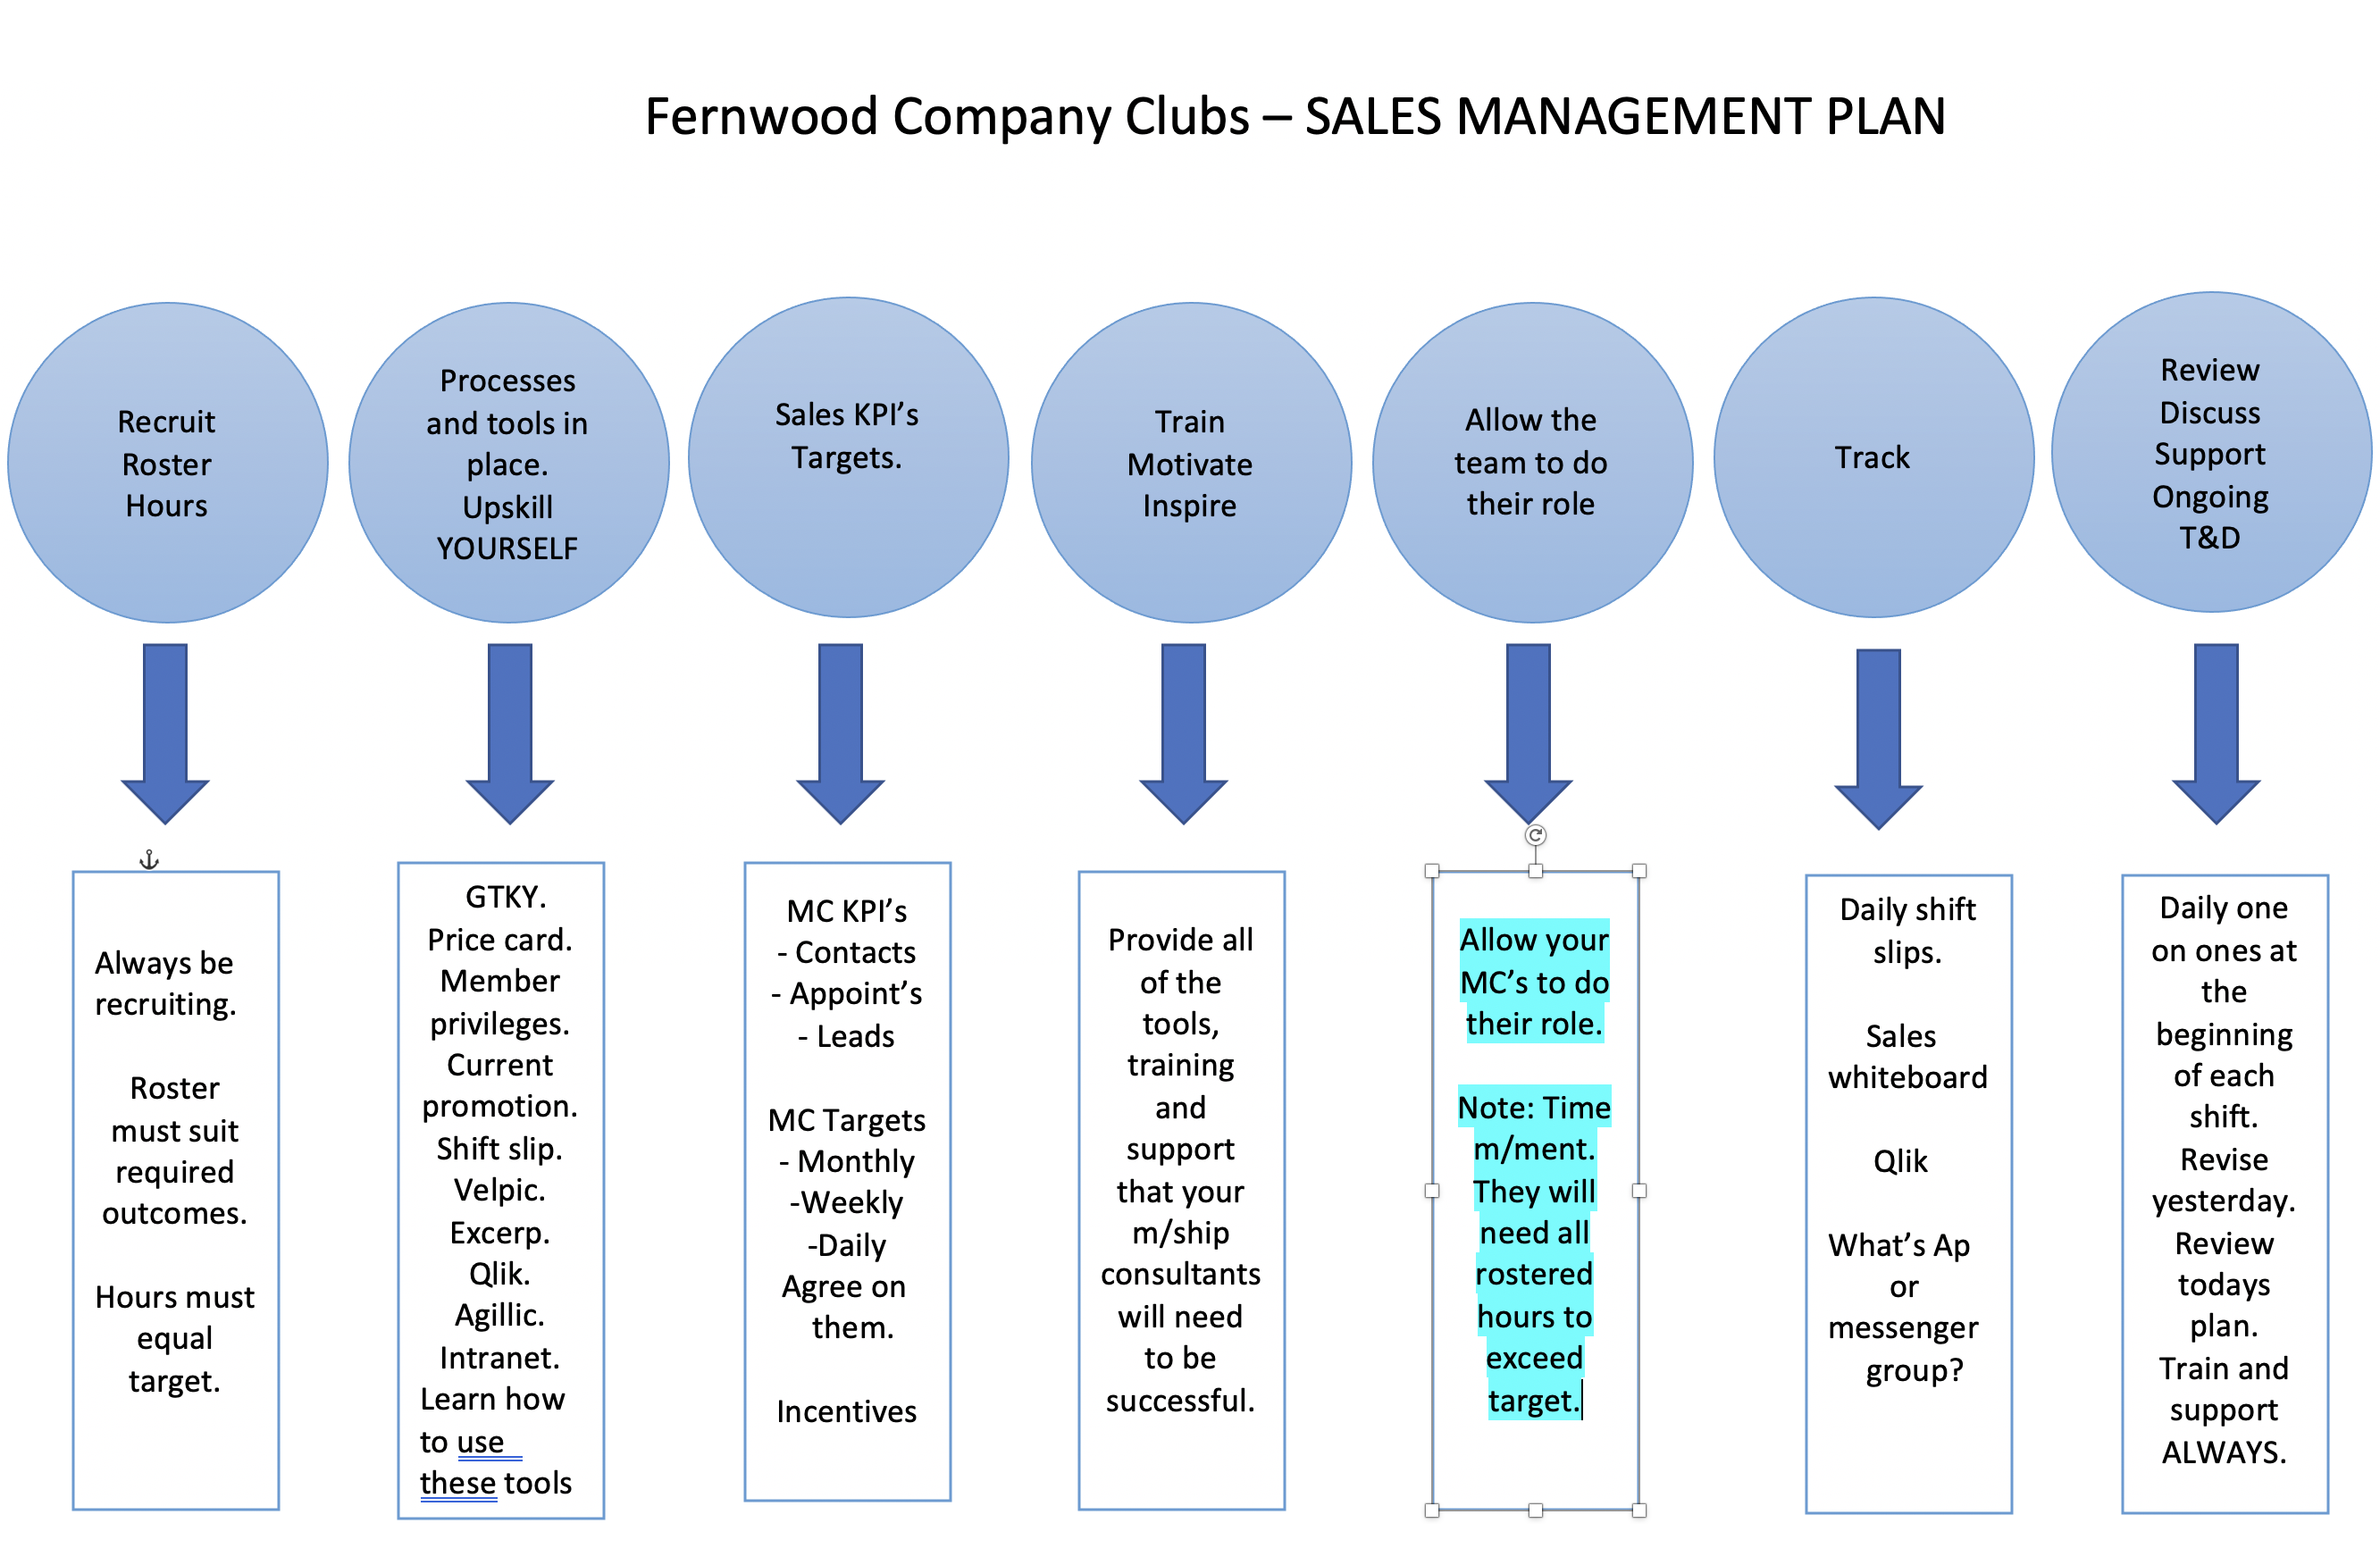 Fernwood Company Clubs – SALES MANAGEMENT PLAN
Recruit
Roster
Hours
Processes
and tools in
place.
Upskill
YOURSELF
Sales KPI’s
Targets.
Train
Motivate
Inspire
Allow the
team to do
their role
Track
Review
Discuss
Support
Ongoing
T&D
Always be
recruiting.
Roster
must suit
required
outcomes.
Hours must
equal
target.
GTKY.
Price card.
Member
privileges.
Current
promotion.
Shift slip.
Velpic.
Excerp.
Qlik.
Agillic.
Intranet.
Learn how
to use
these tools
MC KPI’s
- Contacts
- Appoint’s
- Leads
MC Targets
- Monthly
-Weekly
-Daily
Agree on
them.
Incentives
Provide all
of the
tools,
training
and
support
that your
m/ship
consultants
will need
to be
successful.
Allow your
MC’s to do
their role.
Note: Time
m/ment.
They will
need all
rostered
hours to
exceed
target.
Daily shift
slips.
Sales
whiteboard
Qlik
What’s Ap
or
messenger
group?
Daily one
on ones at
the
beginning
of each
shift.
Revise
yesterday.
Review
todays
plan.
Train and
support
ALWAYS.